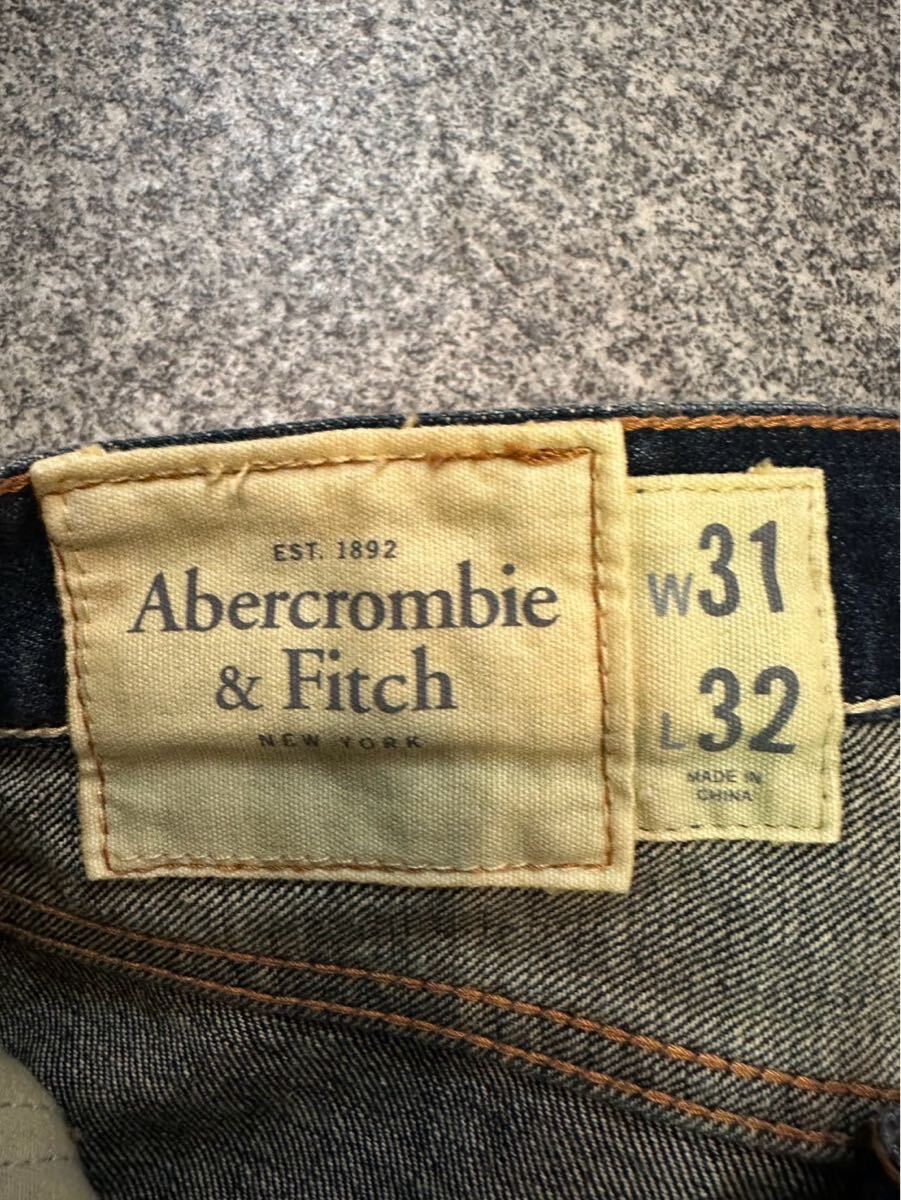 EST. 1892
Abercrombie
& Fitch
NEW YORK
W31
L32
MADE IN
CHINA